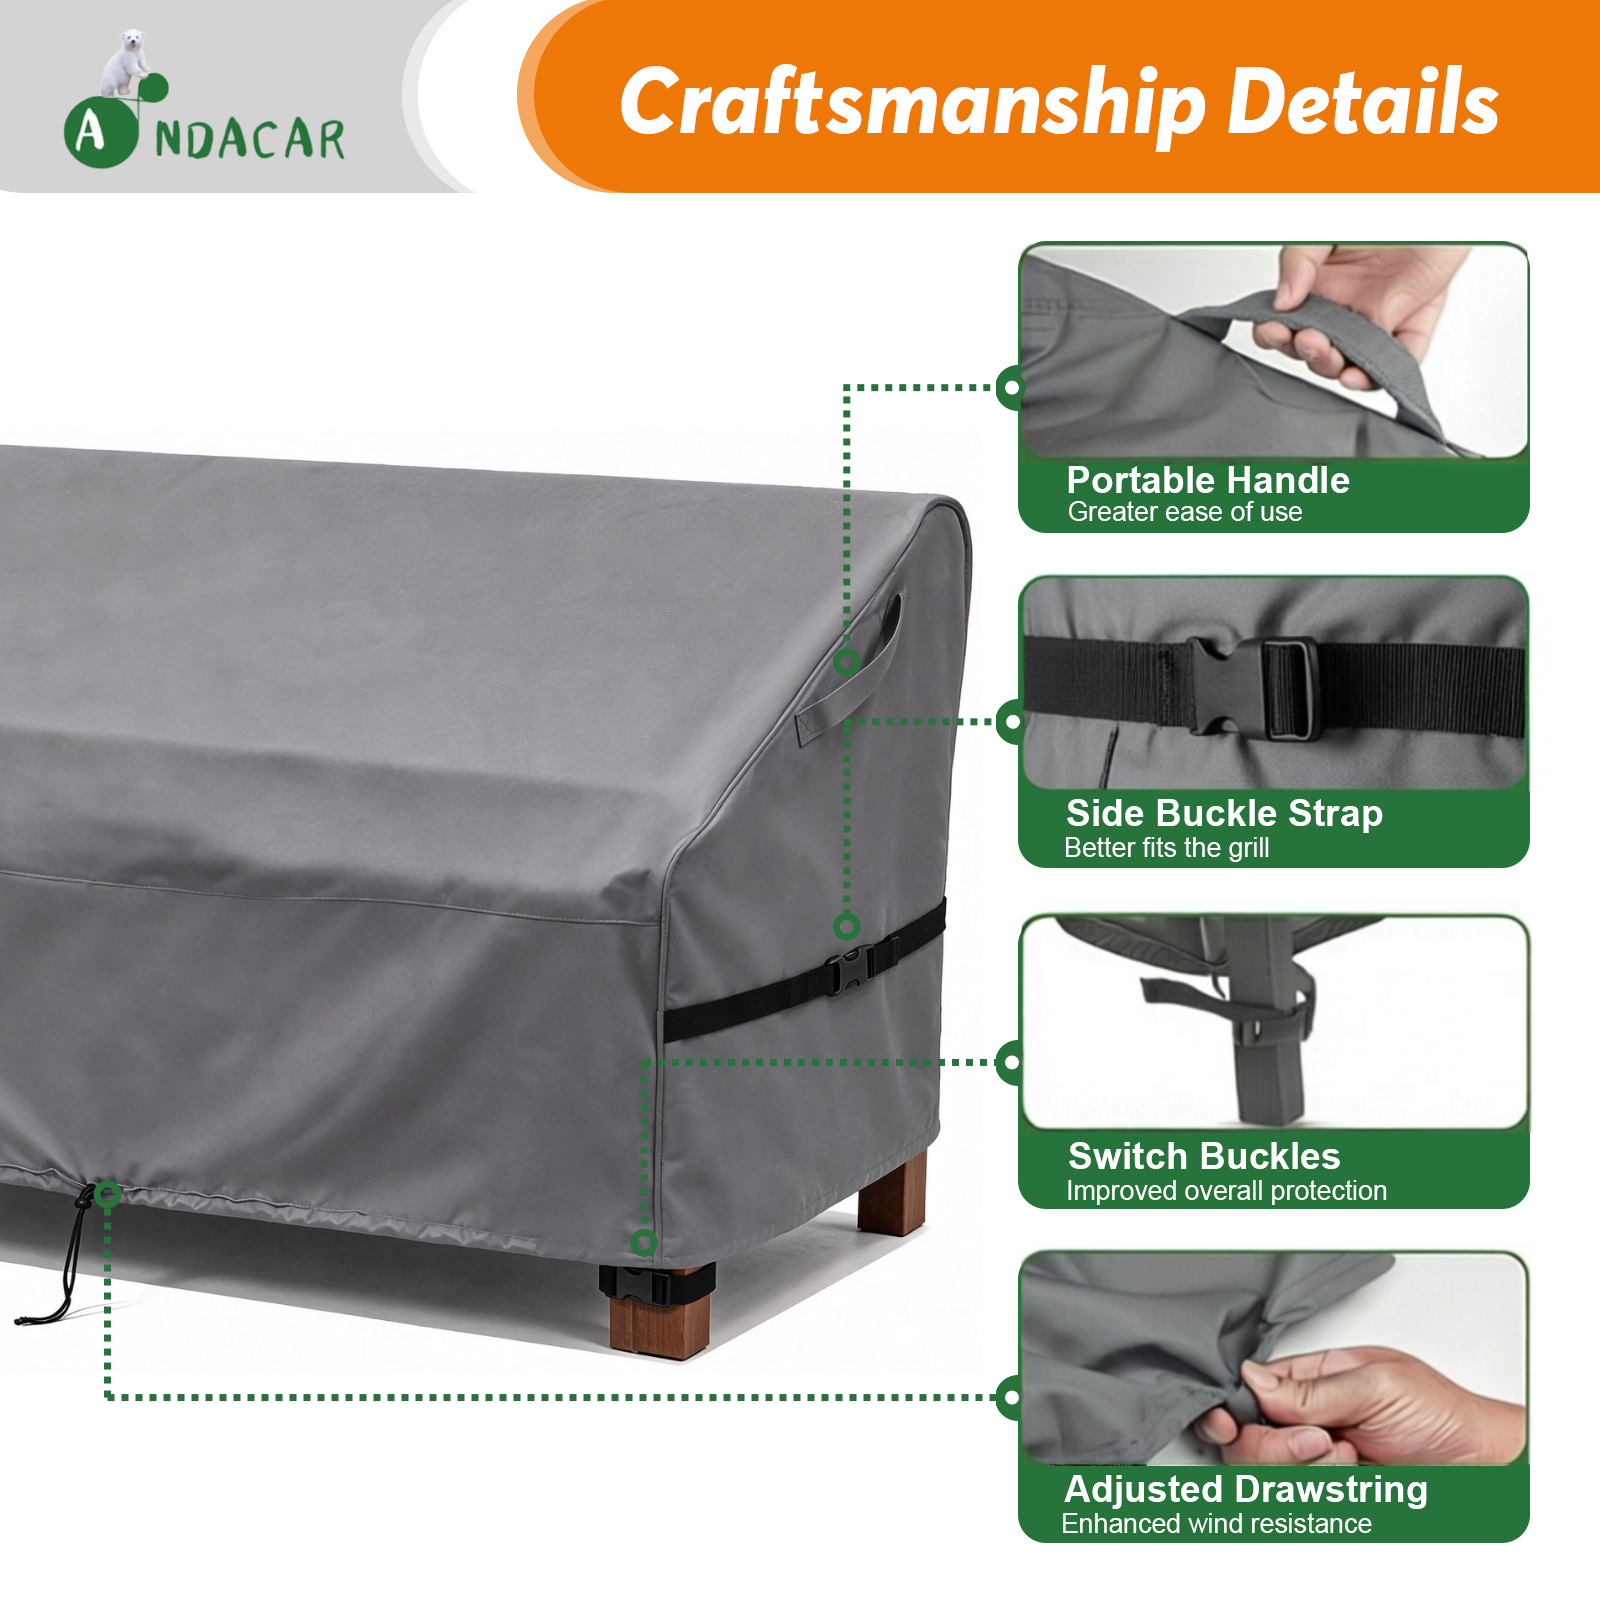 ANDACAR
Craftsmanship Details
Portable Handle
Greater ease of use
Side Buckle Strap
Better fits the grill
Switch Buckles
Improved overall protection
Adjusted Drawstring
Enhanced wind resistance